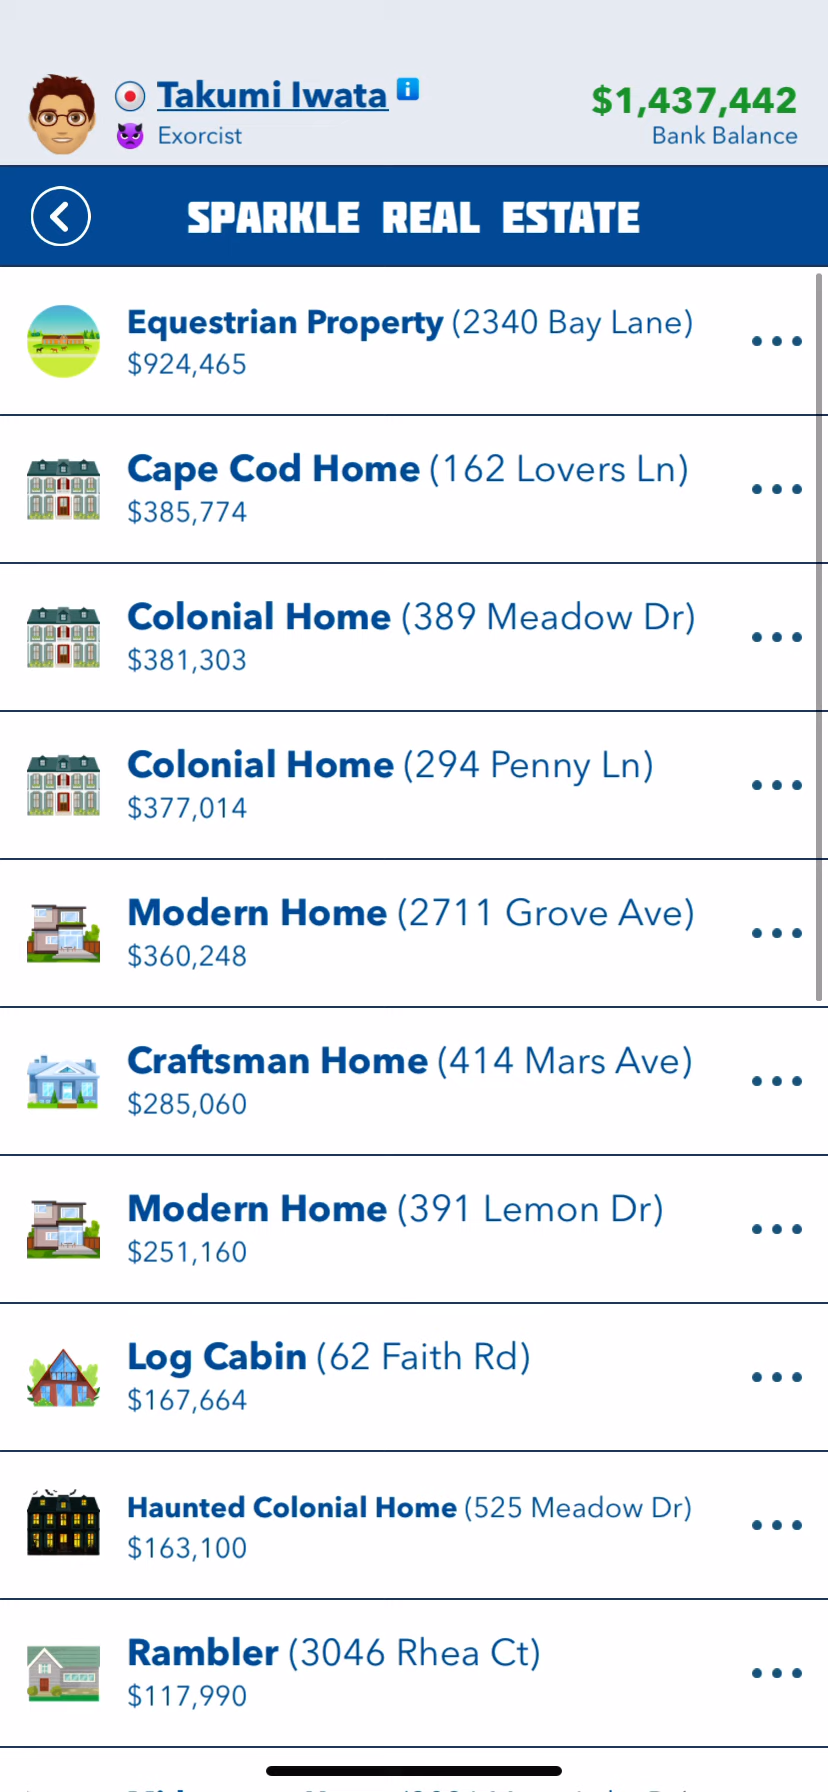 Takumi Iwata i
Exorcist
$1,437,442
Bank Balance
SPARKLE REAL ESTATE
Equestrian Property (2340 Bay Lane)
$924,465
Cape Cod Home (162 Lovers Ln)
$385,774
Colonial Home (389 Meadow Dr)
$381,303
Colonial Home (294 Penny Ln)
$377,014
Modern Home (2711 Grove Ave)
$360,248
Craftsman Home (414 Mars Ave)
$285,060
Modern Home (391 Lemon Dr)
$251,160
Log Cabin (62 Faith Rd)
$167,664
Haunted Colonial Home (525 Meadow Dr)
$163,100
Rambler (3046 Rhea Ct)
$117,990